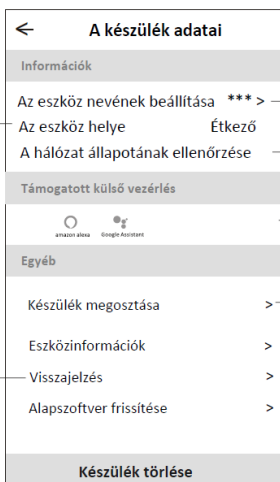 ← A készülék adatai
Információk
Az eszköz nevének beállítása *** >
Az eszköz helye Étkező
A hálózat állapotának ellenőrzése
Támogatott külső vezérlés
amazon alexa Google Assistant
Egyéb
Készülék megosztása >
Eszközinformációk >
Visszajelzés >
Alapszoftver frissítése >
Készülék törlése